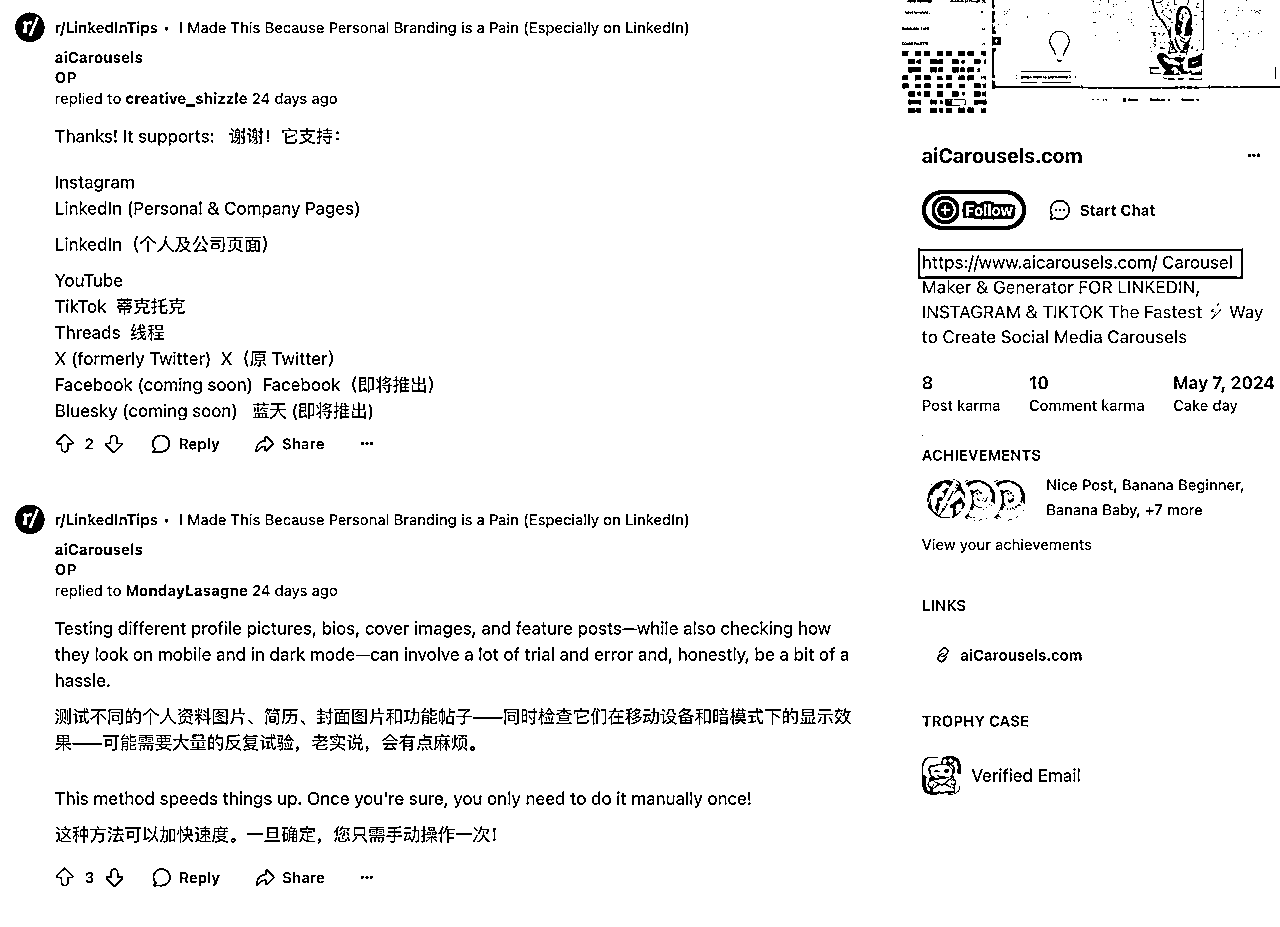 r/LinkedInTips • I Made This Because Personal Branding is a Pain (Especially on LinkedIn)
aiCarousels
OP
replied to creative_shizzle 24 days ago
Thanks! It supports: 谢谢！它支持：
Instagram
LinkedIn (Personal & Company Pages)
LinkedIn（个人及公司页面）
YouTube
TikTok 蒂克托克
Threads 线程
X (formerly Twitter) X（原 Twitter）
Facebook (coming soon) Facebook（即将推出）
Bluesky (coming soon) 蓝天 (即将推出)
2 Reply Share
r/LinkedInTips • I Made This Because Personal Branding is a Pain (Especially on LinkedIn)
aiCarousels
OP
replied to MondayLasagne 24 days ago
Testing different profile pictures, bios, cover images, and feature posts—while also checking how
they look on mobile and in dark mode—can involve a lot of trial and error and, honestly, be a bit of a
hassle.
测试不同的个人资料图片、简历、封面图片和功能帖子——同时检查它们在移动设备和暗模式下的显示效
果——可能需要大量的反复试验，老实说，会有点麻烦。
This method speeds things up. Once you're sure, you only need to do it manually once!
这种方法可以加快速度。一旦确定，您只需手动操作一次！
3 Reply Share
aiCarousels.com
Follow Start Chat
https://www.aicarousels.com/ Carousel
Maker & Generator FOR LINKEDIN,
INSTAGRAM & TIKTOK The Fastest ⚡ Way
to Create Social Media Carousels
8 10 May 7, 2024
Post karma Comment karma Cake day
ACHIEVEMENTS
Nice Post, Banana Beginner,
Banana Baby, +7 more
View your achievements
LINKS
aiCarousels.com
TROPHY CASE
Verified Email